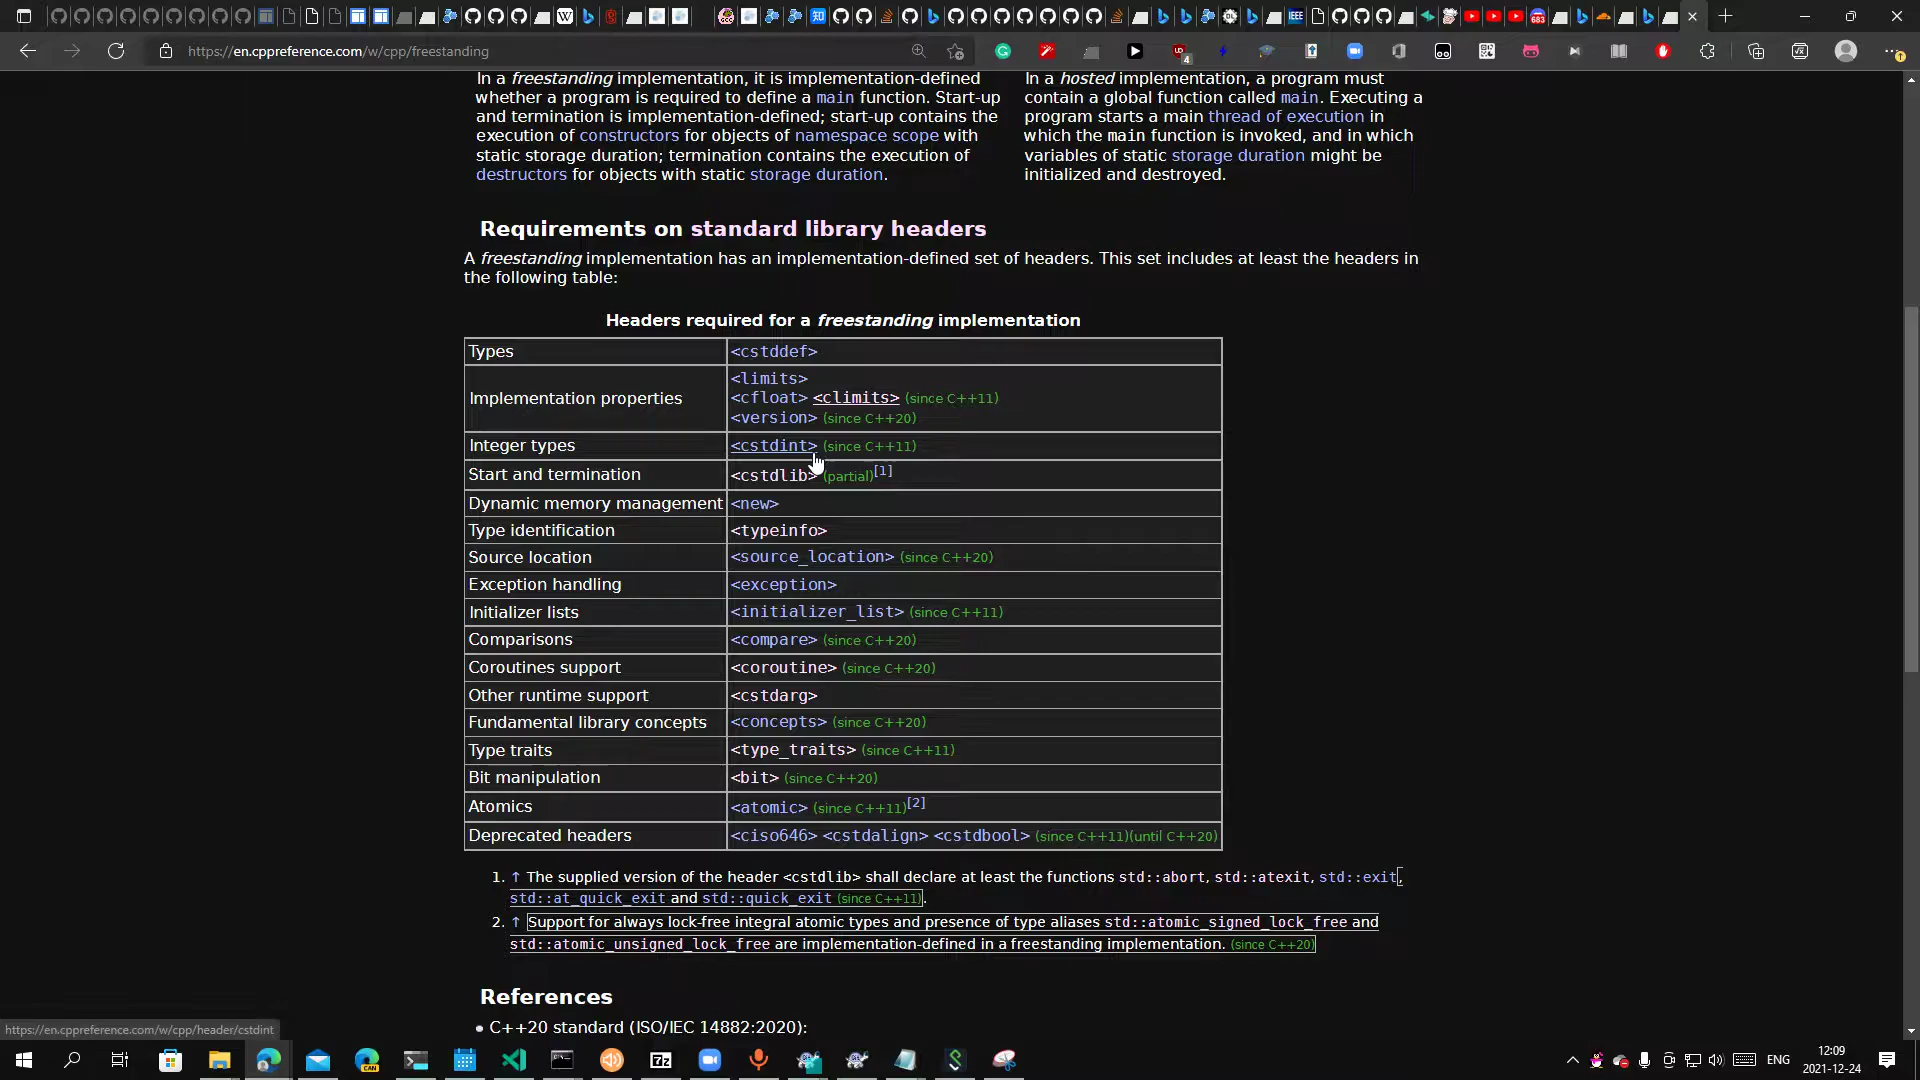 https://en.cppreference.com/w/cpp/freestanding
In a freestanding implementation, it is implementation-defined
whether a program is required to define a main function. Start-up
and termination is implementation-defined; start-up contains the
execution of constructors for objects of namespace scope with
static storage duration; termination contains the execution of
destructors for objects with static storage duration.
In a hosted implementation, a program must
contain a global function called main. Executing a
program starts a main thread of execution in
which the main function is invoked, and in which
variables of static storage duration might be
initialized and destroyed.
Requirements on standard library headers
A freestanding implementation has an implementation-defined set of headers. This set includes at least the headers in
the following table:
Headers required for a freestanding implementation
Types <cstddef>
Implementation properties
<limits>
<cfloat> <climits> (since C++11)
<version> (since C++20)
Integer types <cstdint> (since C++11)
Start and termination <cstdlib> (partial)[1]
Dynamic memory management <new>
Type identification <typeinfo>
Source location <source_location> (since C++20)
Exception handling <exception>
Initializer lists <initializer_list> (since C++11)
Comparisons <compare> (since C++20)
Coroutines support <coroutine> (since C++20)
Other runtime support <cstdarg>
Fundamental library concepts <concepts> (since C++20)
Type traits <type_traits> (since C++11)
Bit manipulation <bit> (since C++20)
Atomics <atomic> (since C++11)[2]
Deprecated headers <ciso646> <cstdalign> <cstdbool> (since C++11)(until C++20)
1. ↑ The supplied version of the header <cstdlib> shall declare at least the functions std::abort, std::atexit, std::exit,
std::at_quick_exit and std::quick_exit (since C++11).
2. ↑ Support for always lock-free integral atomic types and presence of type aliases std::atomic_signed_lock_free and
std::atomic_unsigned_lock_free are implementation-defined in a freestanding implementation. (since C++20)
References
• C++20 standard (ISO/IEC 14882:2020):
https://en.cppreference.com/w/cpp/header/cstdint
ENG
12:09
2021-12-24